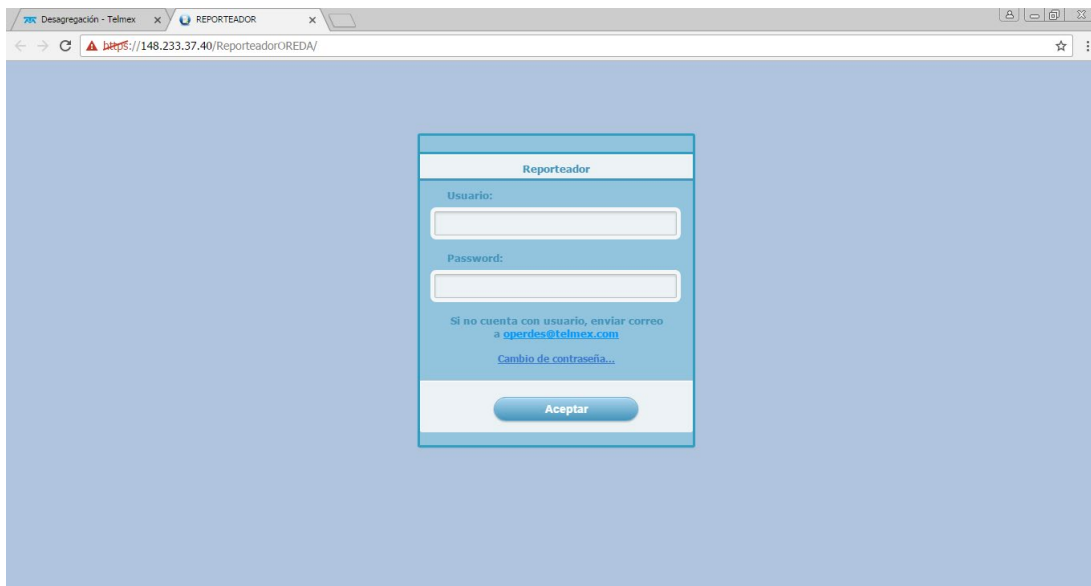 Desagregación - Telmex
REPORTEADOR
https://148.233.37.40/ReporteadorOREDA/
Reporteador
Usuario:
Password:
Si no cuenta con usuario, enviar correo
a operdes@telmex.com
Cambio de contraseña...
Aceptar